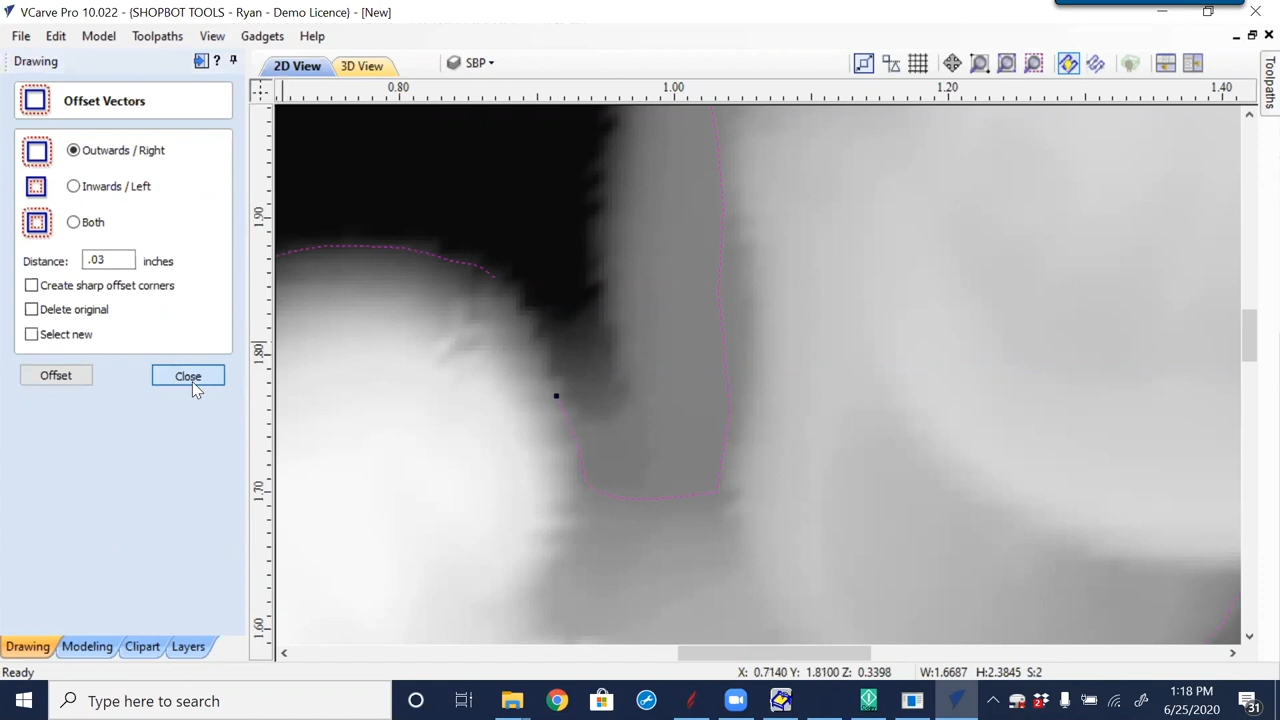 VCarve Pro 10.022 - {SHOPBOT TOOLS - Ryan - Demo Licence} - [New]
File Edit Model Toolpaths View Gadgets Help
Drawing ?
2D View 3D View SBP
Offset Vectors
0.80 1.00 1.20 1.40
Toolpaths
Outwards / Right
Inwards / Left
1.90
Both
Distance: .03 inches
Create sharp offset corners
Delete original
Select new
1.80
Offset Close
1.70
1.60
Drawing Modeling Clipart Layers
Ready X: 0.7140 Y: 1.8100 Z: 0.3398 W:1.6687 H:2.3845 S:2
Type here to search
2
1:18 PM
6/25/2020
31